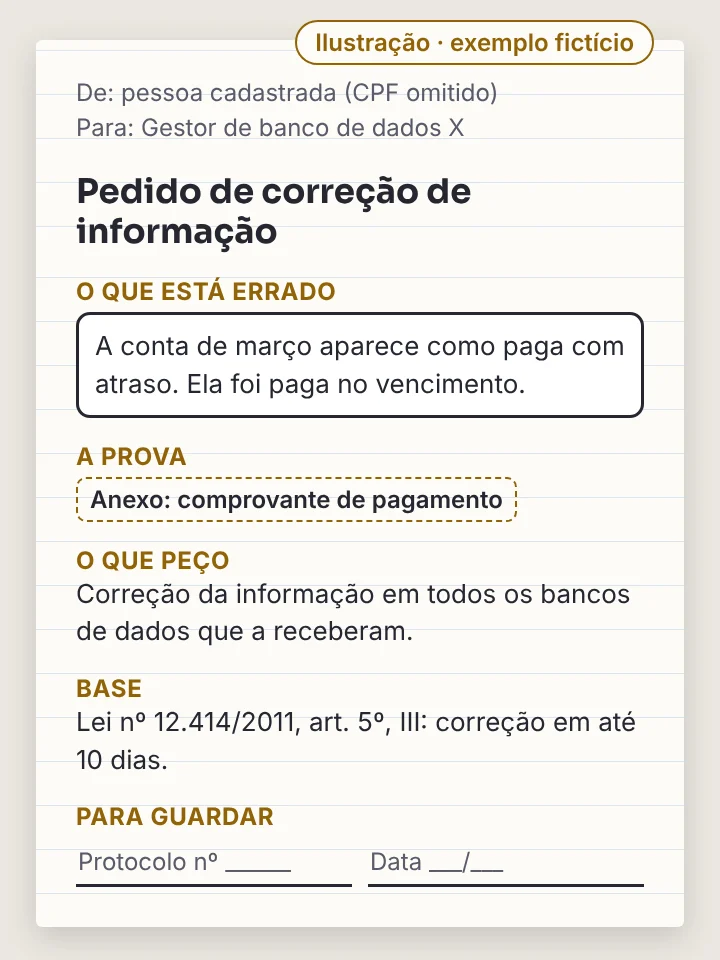 Ilustração · exemplo fictício
De: pessoa cadastrada (CPF omitido)
Para: Gestor de banco de dados X
Pedido de correção de
informação
O QUE ESTÁ ERRADO
A conta de março aparece como paga com
atraso. Ela foi paga no vencimento.
A PROVA
Anexo: comprovante de pagamento
O QUE PEÇO
Correção da informação em todos os bancos
de dados que a receberam.
BASE
Lei nº 12.414/2011, art. 5º, III: correção em até
10 dias.
PARA GUARDAR
Protocolo nº ______ Data ___/___